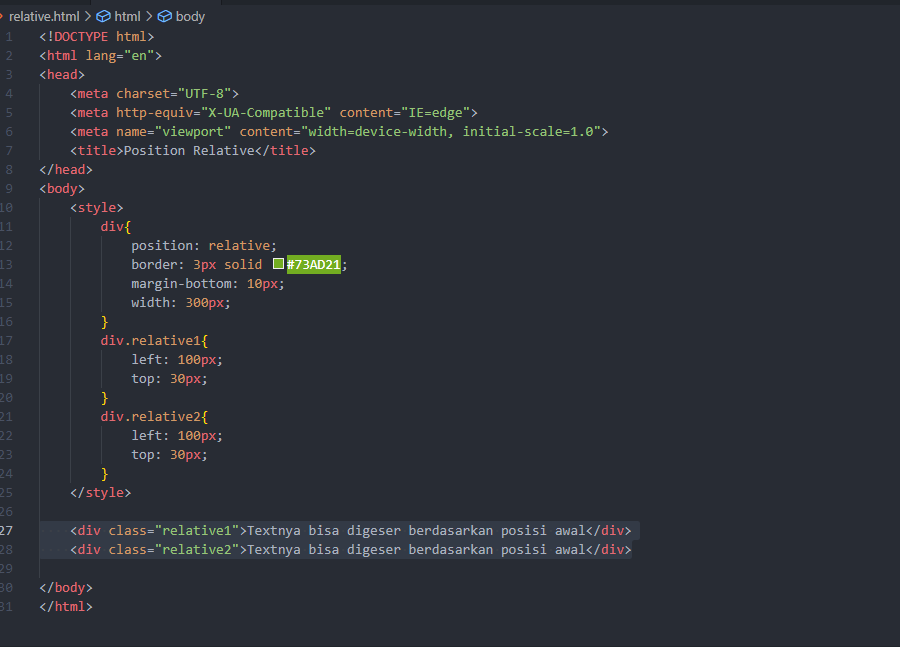 relative.html > html > body
1 <!DOCTYPE html>
2 <html lang="en">
3 <head>
4 <meta charset="UTF-8">
5 <meta http-equiv="X-UA-Compatible" content="IE=edge">
6 <meta name="viewport" content="width=device-width, initial-scale=1.0">
7 <title>Position Relative</title>
8 </head>
9 <body>
10 <style>
11 div{
12 position: relative;
13 border: 3px solid #73AD21;
14 margin-bottom: 10px;
15 width: 300px;
16 }
17 div.relative1{
18 left: 100px;
19 top: 30px;
20 }
21 div.relative2{
22 left: 100px;
23 top: 30px;
24 }
25 </style>
26
27 <div class="relative1">Textnya bisa digeser berdasarkan posisi awal</div>
28 <div class="relative2">Textnya bisa digeser berdasarkan posisi awal</div>
29
30 </body>
31 </html>